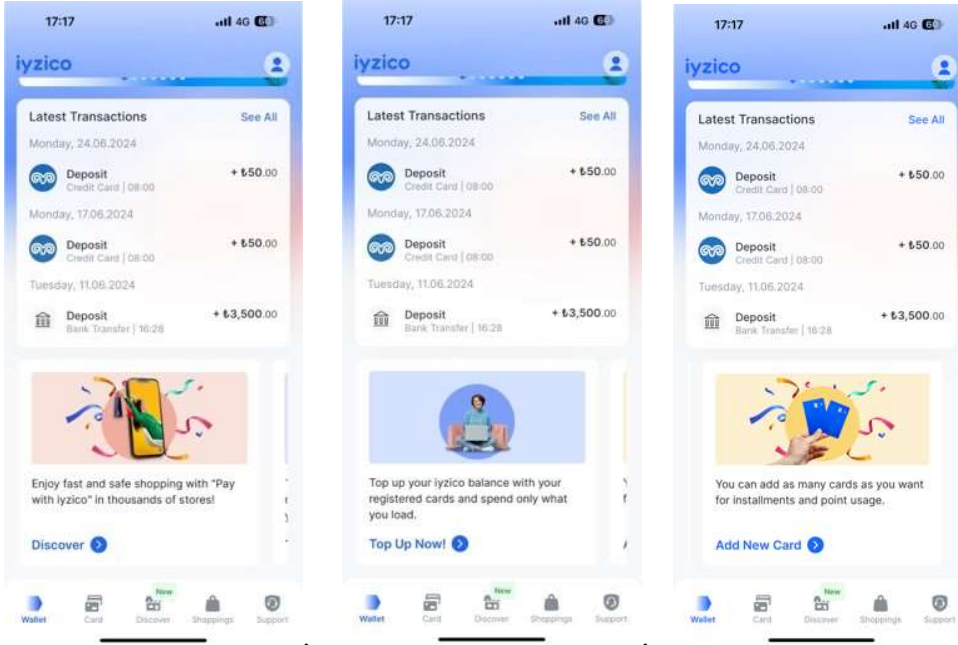 17:17
4G 60
iyzico
Latest Transactions See All
Monday, 24.06.2024
Deposit + ₺50.00
Credit Card | 08:00
Monday, 17.06.2024
Deposit + ₺50.00
Credit Card | 08:00
Tuesday, 11.06.2024
Deposit + ₺3,500.00
Bank Transfer | 16:28
Enjoy fast and safe shopping with "Pay
with iyzico" in thousands of stores!
Discover
New
Wallet Card Discover Shoppings Support
17:17
4G 60
iyzico
Latest Transactions See All
Monday, 24.06.2024
Deposit + ₺50.00
Credit Card | 08:00
Monday, 17.06.2024
Deposit + ₺50.00
Credit Card | 08:00
Tuesday, 11.06.2024
Deposit + ₺3,500.00
Bank Transfer | 16:28
Top up your iyzico balance with your
registered cards and spend only what
you load.
Top Up Now!
New
Wallet Card Discover Shoppings Support
17:17
4G 60
iyzico
Latest Transactions See All
Monday, 24.06.2024
Deposit + ₺50.00
Credit Card | 08:00
Monday, 17.06.2024
Deposit + ₺50.00
Credit Card | 08:00
Tuesday, 11.06.2024
Deposit + ₺3,500.00
Bank Transfer | 16:28
You can add as many cards as you want
for installments and point usage.
Add New Card
New
Wallet Card Discover Shoppings Support